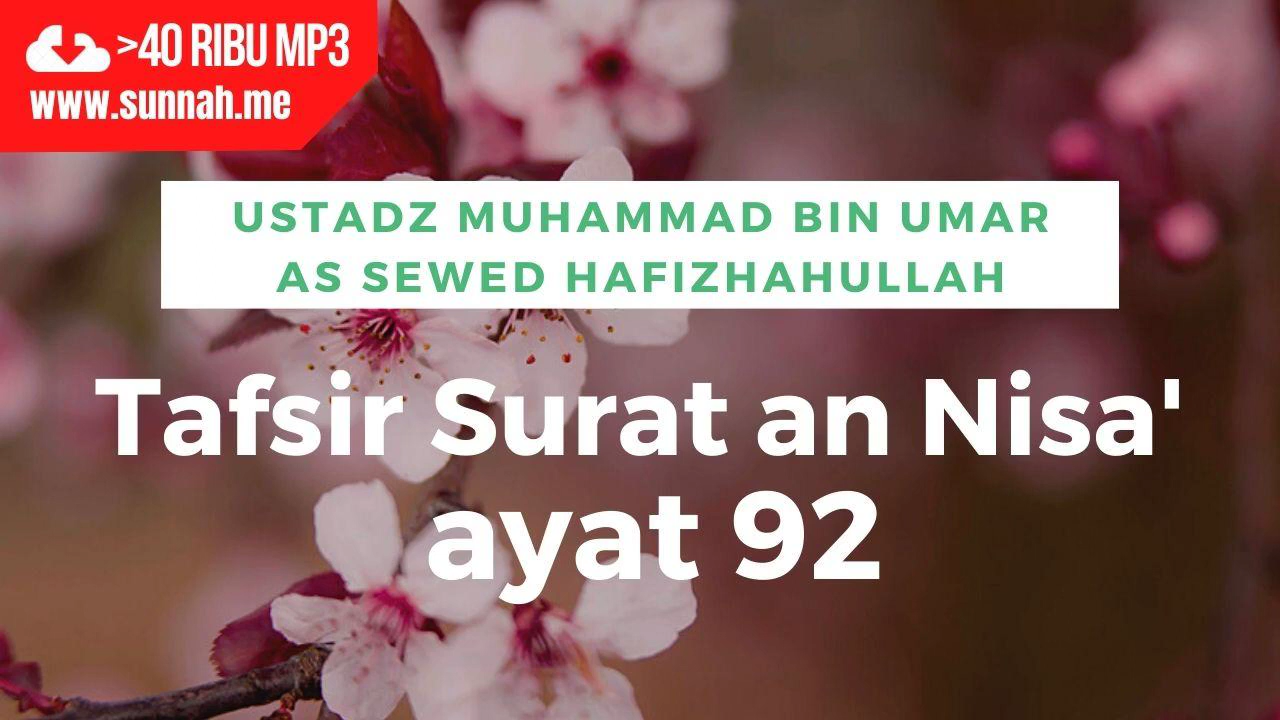 >40 RIBU MP3
www.sunnah.me
USTADZ MUHAMMAD BIN UMAR
AS SEWED HAFIZHAHULLAH
Tafsir Surat an Nisa'
ayat 92